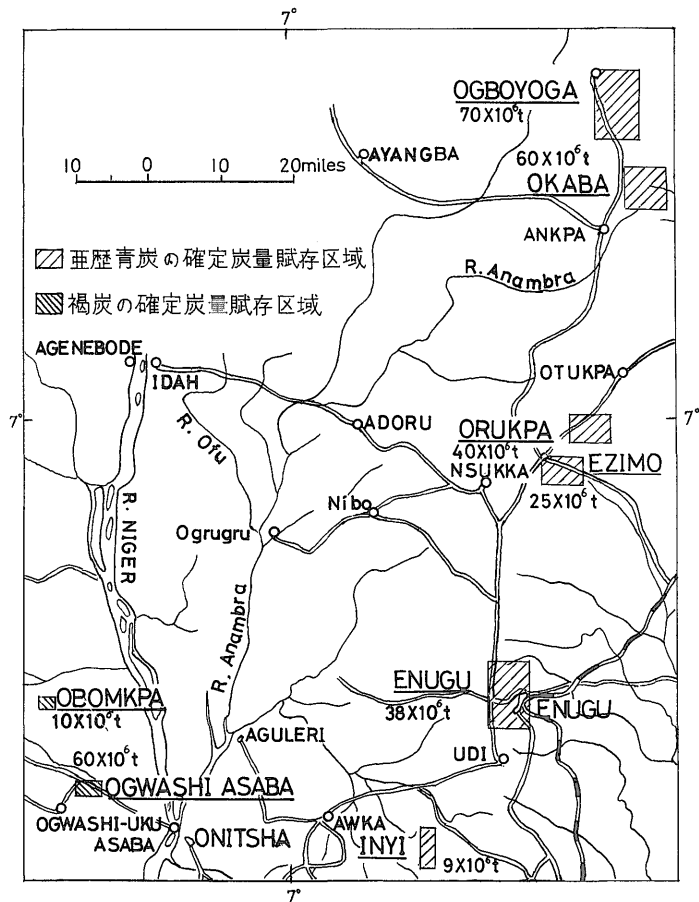 7°
OGBOYOGA
70X10⁶t
AYANGBA
60X10⁶t
OKABA
10 0 20miles
ANKPA
亜歴青炭の確定炭量賦存区域
R. Anambra
褐炭の確定炭量賦存区域
AGENEBODE
IDAH
OTUKPA
7°
R. Ofu
ADORU
ORUKPA
7°
40X10⁶t
NSUKKA
EZIMO
25X10⁶t
R. NIGER
Nibo
Ogrugru
R. Anambra
ENUGU
38X10⁶t
ENUGU
OBOMKPA
10X10⁶t
AGULERI
UDI
60X10⁶t
OGWASHI ASABA
OGWASHI-UKU
ASABA
ONITSHA
AWKA
INYI
9X10⁶t
7°